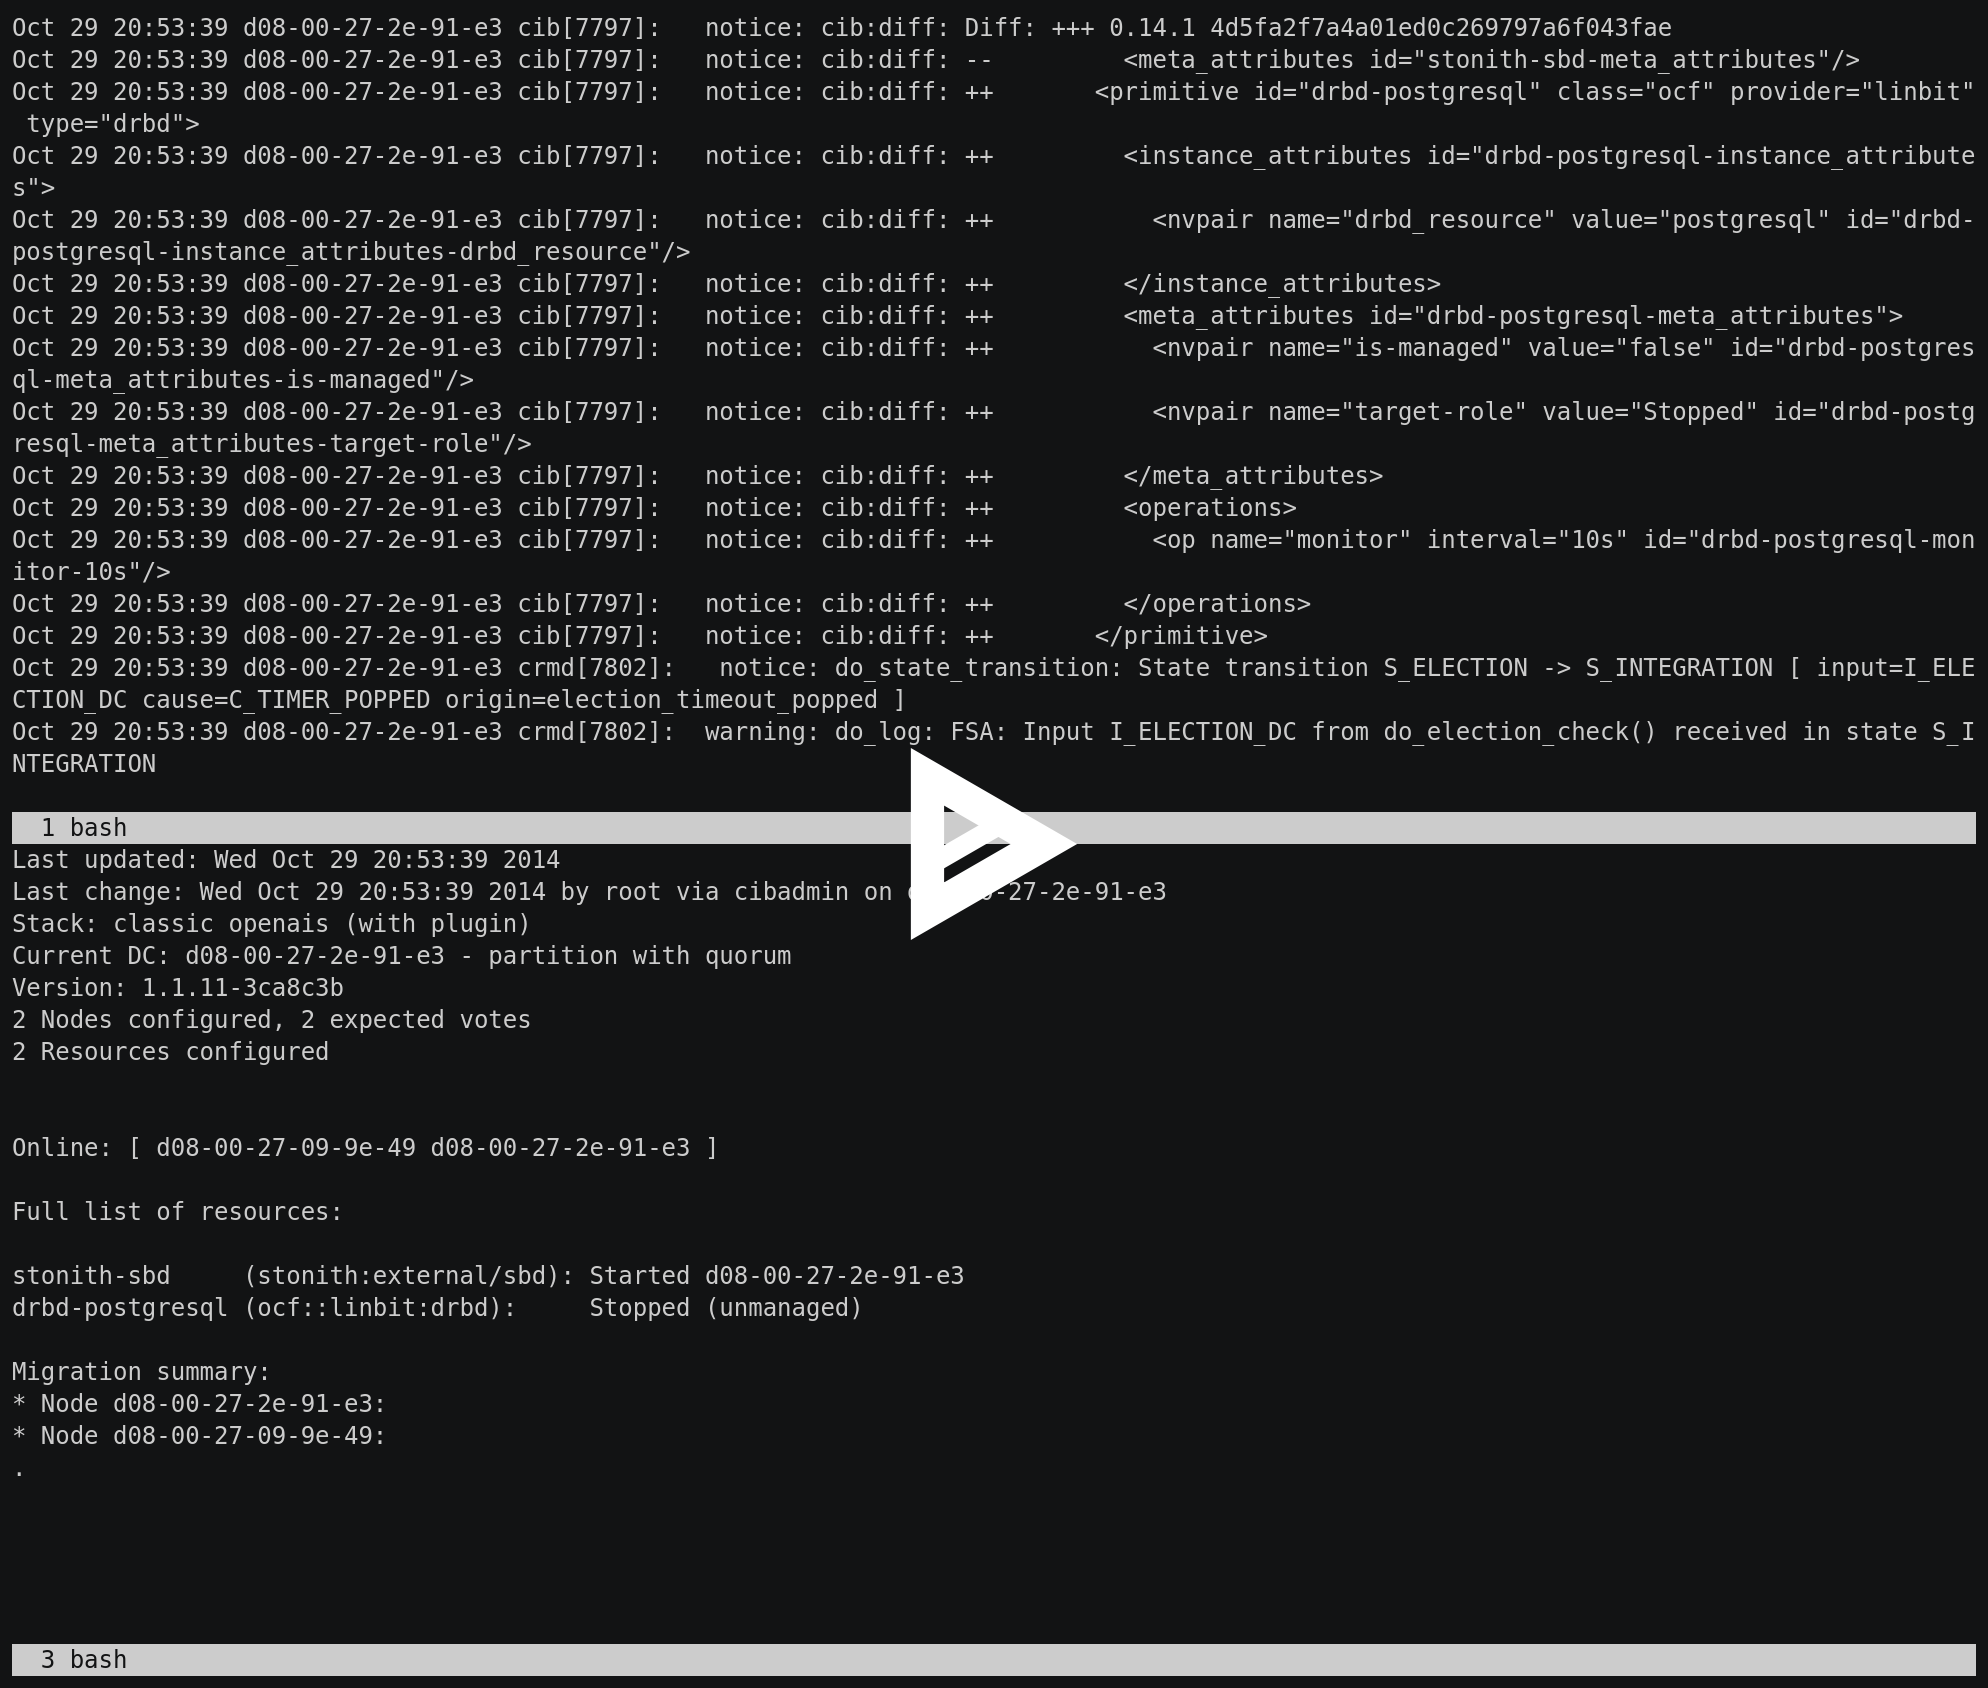 Oct 29 20:53:39 d08-00-27-2e-91-e3 cib[7797]:   notice: cib:diff: Diff: +++ 0.14.1 4d5fa2f7a4a01ed0c269797a6f043fae
Oct 29 20:53:39 d08-00-27-2e-91-e3 cib[7797]:   notice: cib:diff: --         <meta_attributes id="stonith-sbd-meta_attributes"/>
Oct 29 20:53:39 d08-00-27-2e-91-e3 cib[7797]:   notice: cib:diff: ++       <primitive id="drbd-postgresql" class="ocf" provider="linbit"
 type="drbd">
Oct 29 20:53:39 d08-00-27-2e-91-e3 cib[7797]:   notice: cib:diff: ++         <instance_attributes id="drbd-postgresql-instance_attribute
s">
Oct 29 20:53:39 d08-00-27-2e-91-e3 cib[7797]:   notice: cib:diff: ++           <nvpair name="drbd_resource" value="postgresql" id="drbd-
postgresql-instance_attributes-drbd_resource"/>
Oct 29 20:53:39 d08-00-27-2e-91-e3 cib[7797]:   notice: cib:diff: ++         </instance_attributes>
Oct 29 20:53:39 d08-00-27-2e-91-e3 cib[7797]:   notice: cib:diff: ++         <meta_attributes id="drbd-postgresql-meta_attributes">
Oct 29 20:53:39 d08-00-27-2e-91-e3 cib[7797]:   notice: cib:diff: ++           <nvpair name="is-managed" value="false" id="drbd-postgres
ql-meta_attributes-is-managed"/>
Oct 29 20:53:39 d08-00-27-2e-91-e3 cib[7797]:   notice: cib:diff: ++           <nvpair name="target-role" value="Stopped" id="drbd-postg
resql-meta_attributes-target-role"/>
Oct 29 20:53:39 d08-00-27-2e-91-e3 cib[7797]:   notice: cib:diff: ++         </meta_attributes>
Oct 29 20:53:39 d08-00-27-2e-91-e3 cib[7797]:   notice: cib:diff: ++         <operations>
Oct 29 20:53:39 d08-00-27-2e-91-e3 cib[7797]:   notice: cib:diff: ++           <op name="monitor" interval="10s" id="drbd-postgresql-mon
itor-10s"/>
Oct 29 20:53:39 d08-00-27-2e-91-e3 cib[7797]:   notice: cib:diff: ++         </operations>
Oct 29 20:53:39 d08-00-27-2e-91-e3 cib[7797]:   notice: cib:diff: ++       </primitive>
Oct 29 20:53:39 d08-00-27-2e-91-e3 crmd[7802]:   notice: do_state_transition: State transition S_ELECTION -> S_INTEGRATION [ input=I_ELE
CTION_DC cause=C_TIMER_POPPED origin=election_timeout_popped ]
Oct 29 20:53:39 d08-00-27-2e-91-e3 crmd[7802]:  warning: do_log: FSA: Input I_ELECTION_DC from do_election_check() received in state S_I
NTEGRATION
1 bash
Last updated: Wed Oct 29 20:53:39 2014
Last change: Wed Oct 29 20:53:39 2014 by root via cibadmin on
Stack: classic openais (with plugin)
Current DC: d08-00-27-2e-91-e3 - partition with quorum
Version: 1.1.11-3ca8c3b
2 Nodes configured, 2 expected votes
2 Resources configured
Online: [ d08-00-27-09-9e-49 d08-00-27-2e-91-e3 ]
Full list of resources:
stonith-sbd     (stonith:external/sbd): Started d08-00-27-2e-91-e3
drbd-postgresql (ocf::linbit:drbd):     Stopped (unmanaged)
Migration summary:
* Node d08-00-27-2e-91-e3:
* Node d08-00-27-09-9e-49:
.
3 bash